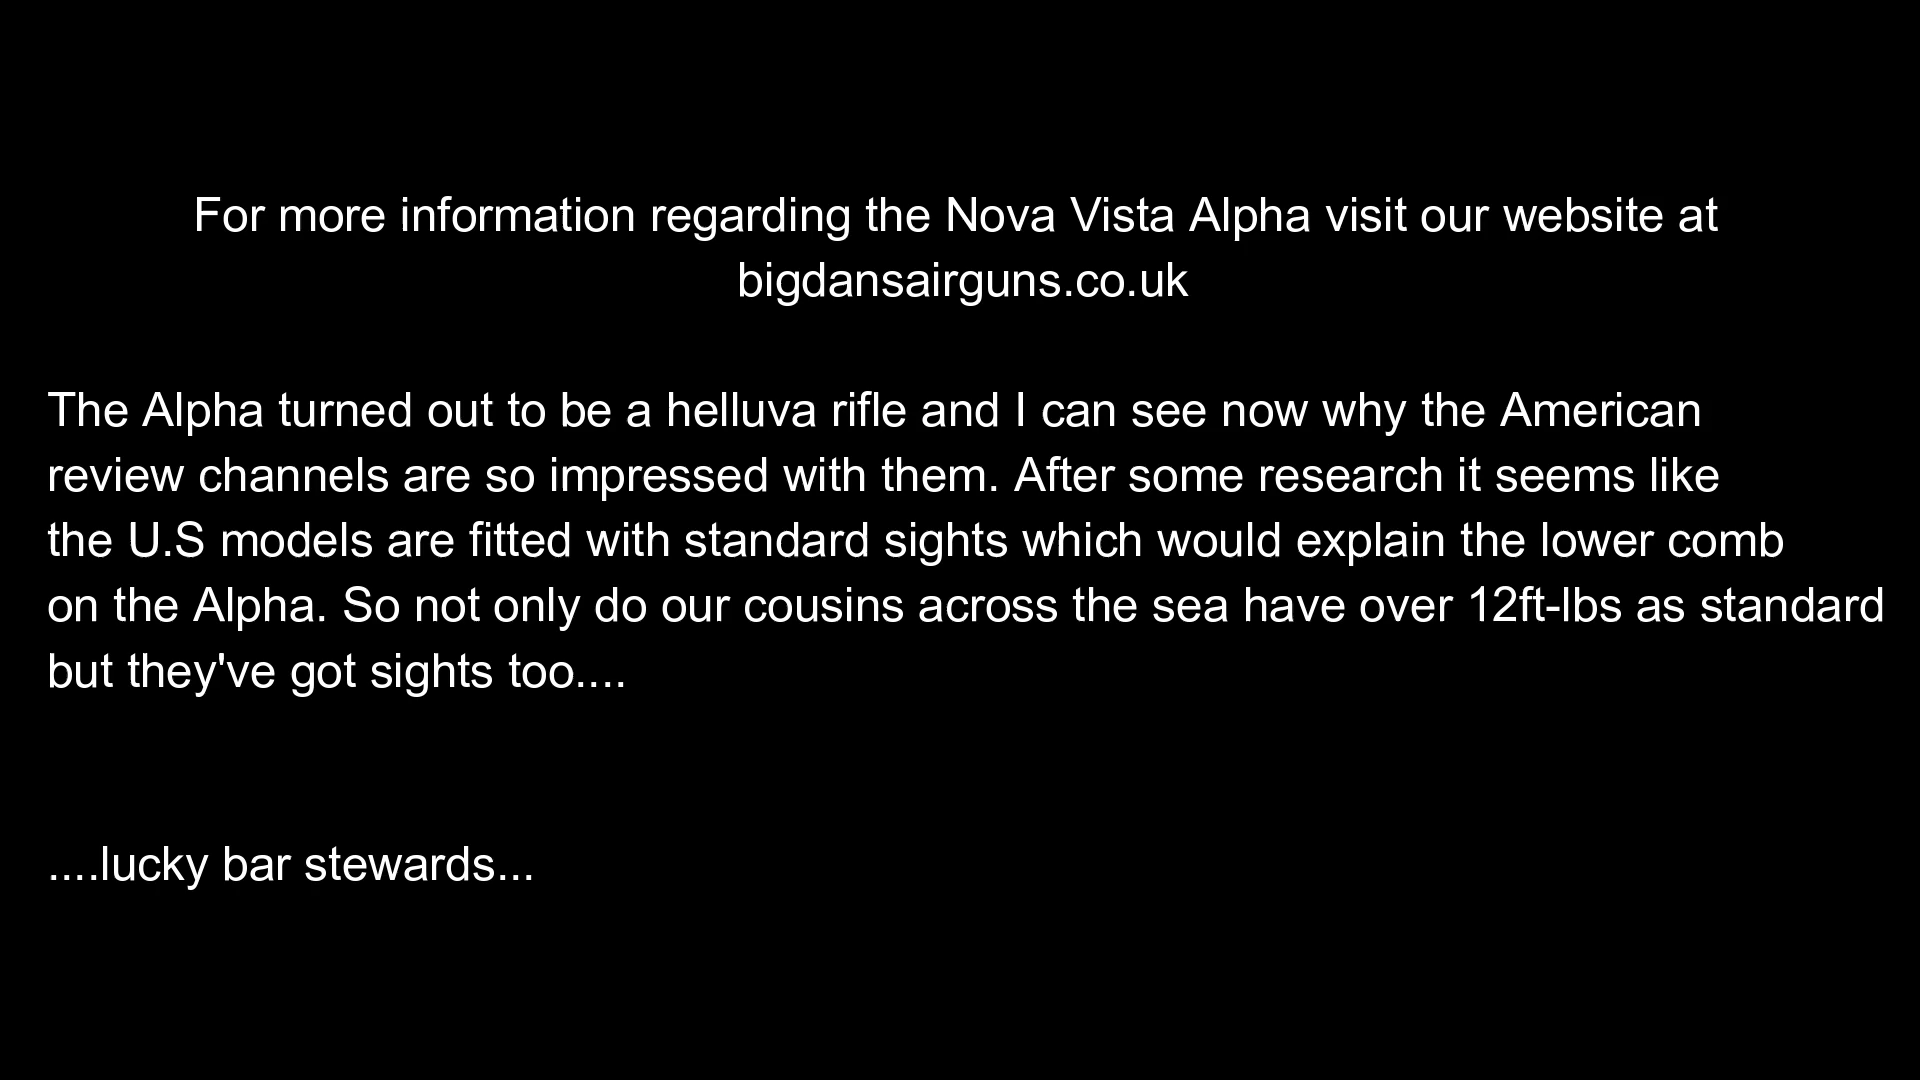 For more information regarding the Nova Vista Alpha visit our website at
bigdansairguns.co.uk
The Alpha turned out to be a helluva rifle and I can see now why the American
review channels are so impressed with them. After some research it seems like
the U.S models are fitted with standard sights which would explain the lower comb
on the Alpha. So not only do our cousins across the sea have over 12ft-lbs as standard
but they've got sights too....
....lucky bar stewards...